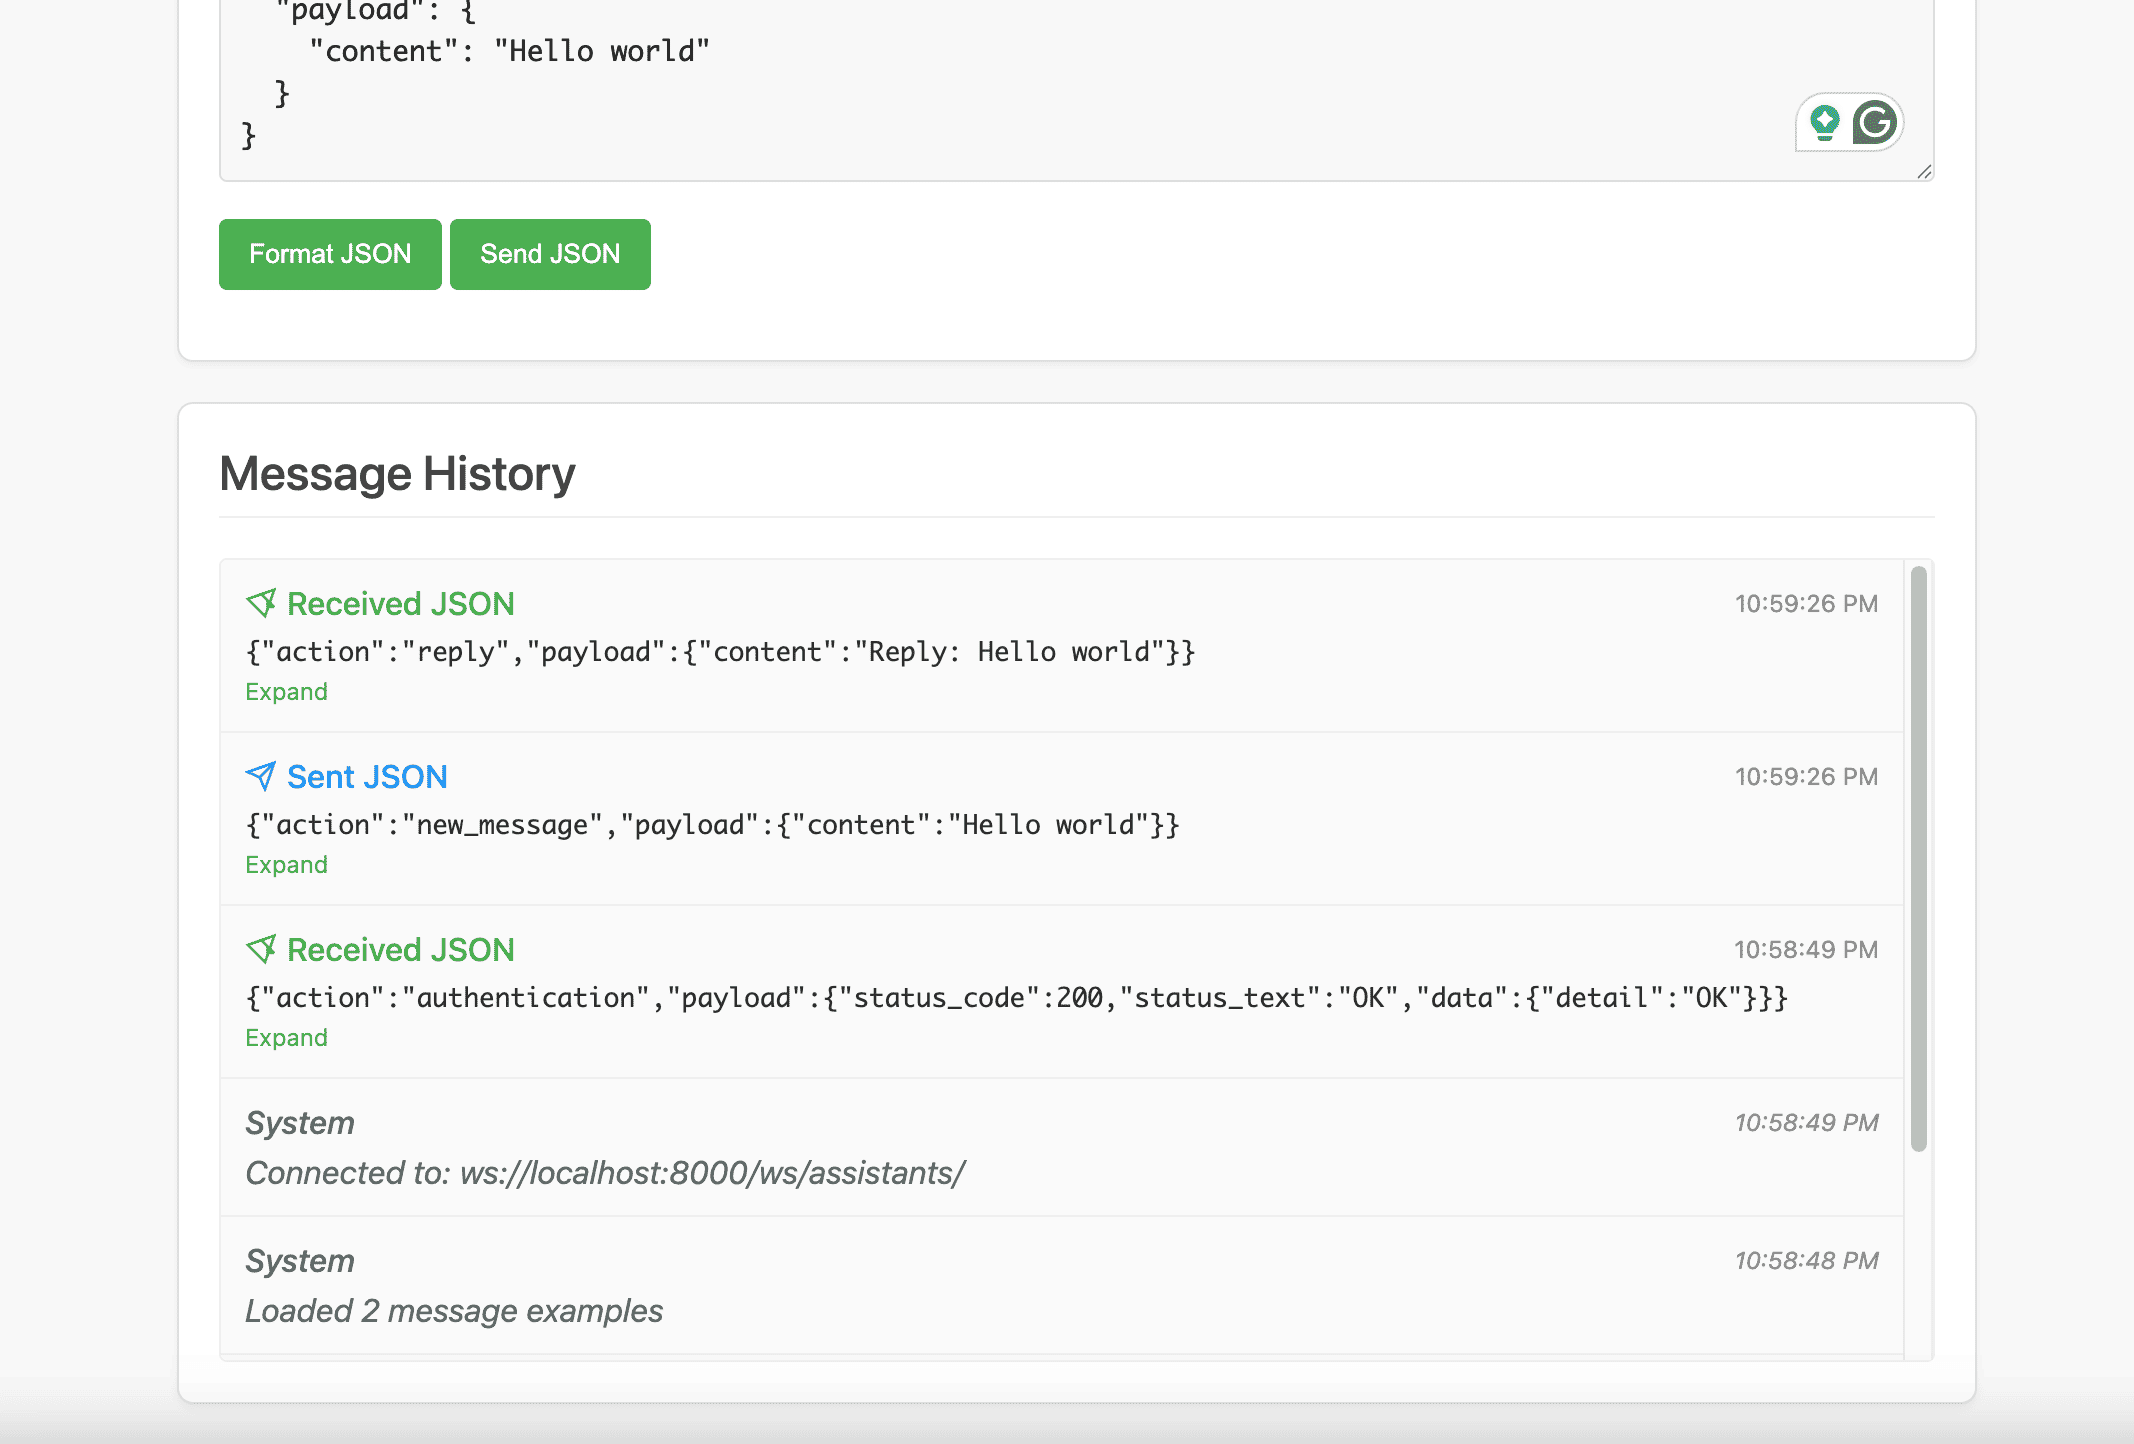 "payload": {
"content": "Hello world"
}
}
Format JSON Send JSON
Message History
Received JSON 10:59:26 PM
{"action":"reply","payload":{"content":"Reply: Hello world"}}
Expand
Sent JSON 10:59:26 PM
{"action":"new_message","payload":{"content":"Hello world"}}
Expand
Received JSON 10:58:49 PM
{"action":"authentication","payload":{"status_code":200,"status_text":"OK","data":{"detail":"OK"}}}
Expand
System 10:58:49 PM
Connected to: ws://localhost:8000/ws/assistants/
System 10:58:48 PM
Loaded 2 message examples